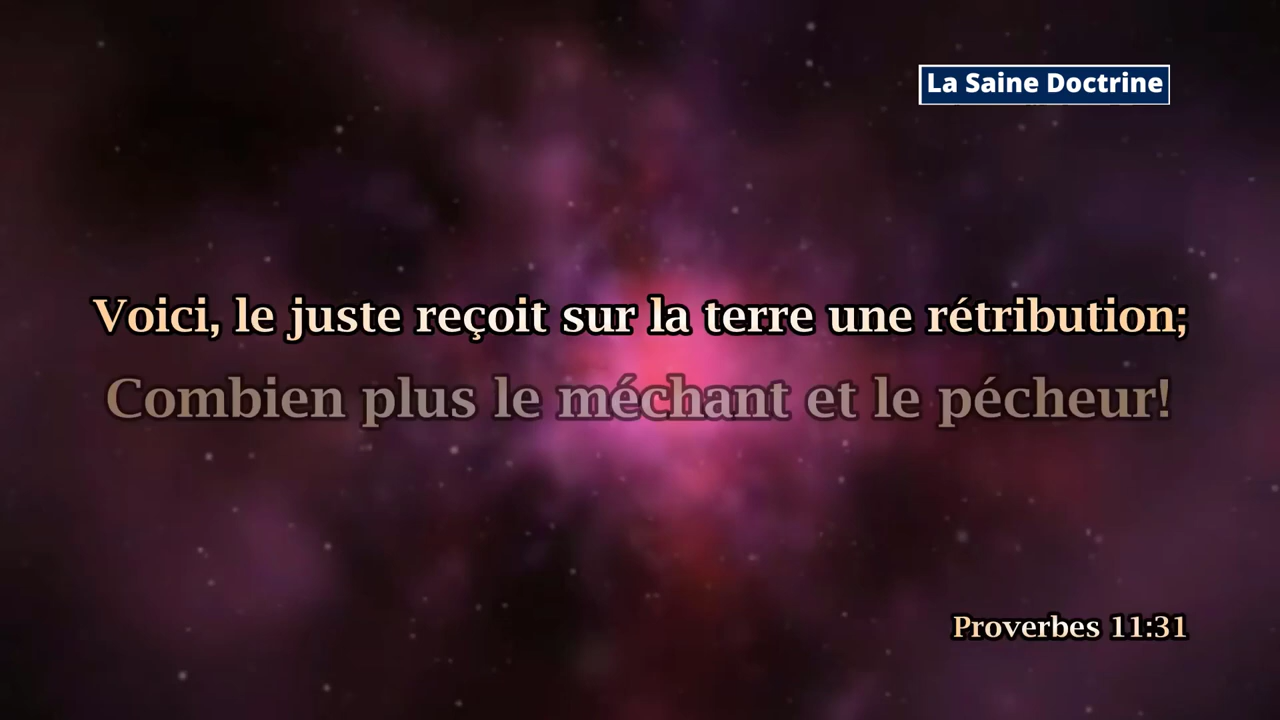 La Saine Doctrine
Voici, le juste reçoit sur la terre une rétribution;
Combien plus le méchant et le pécheur!
Proverbes 11:31